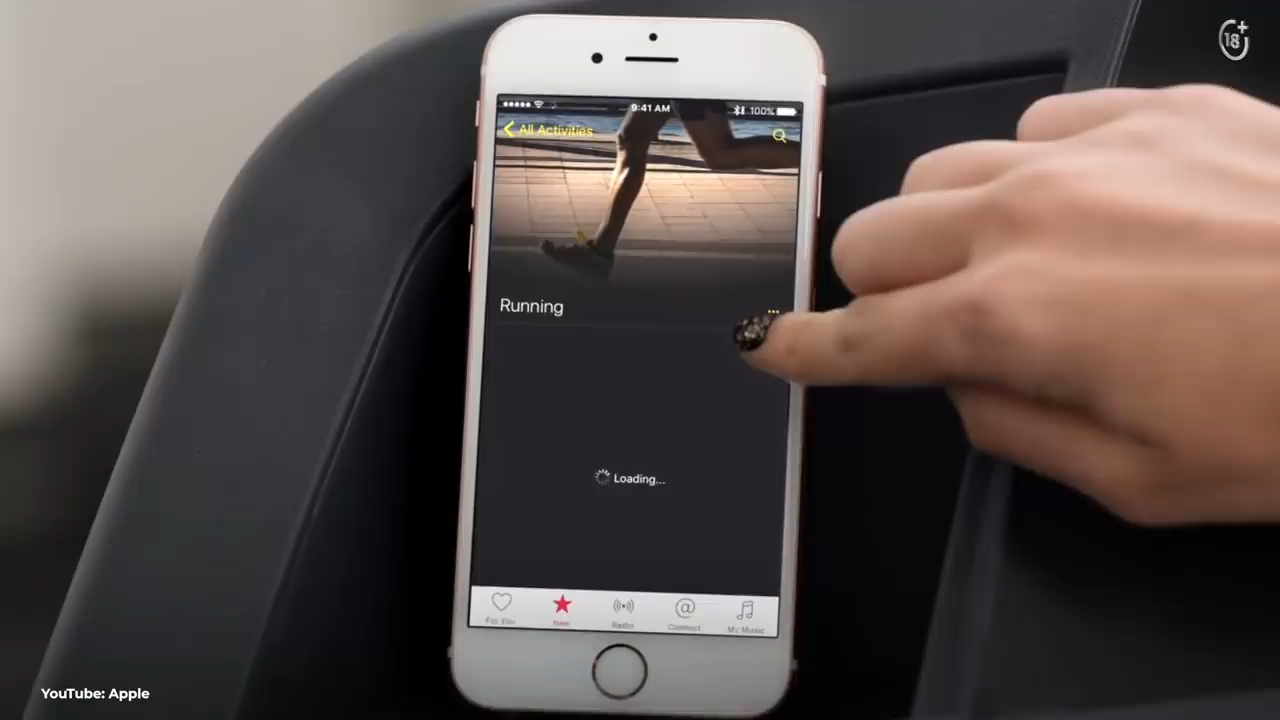 18+
9:41 AM
100%
All Activities
Running
Loading...
For You
New
Radio
Connect
My Music
YouTube: Apple